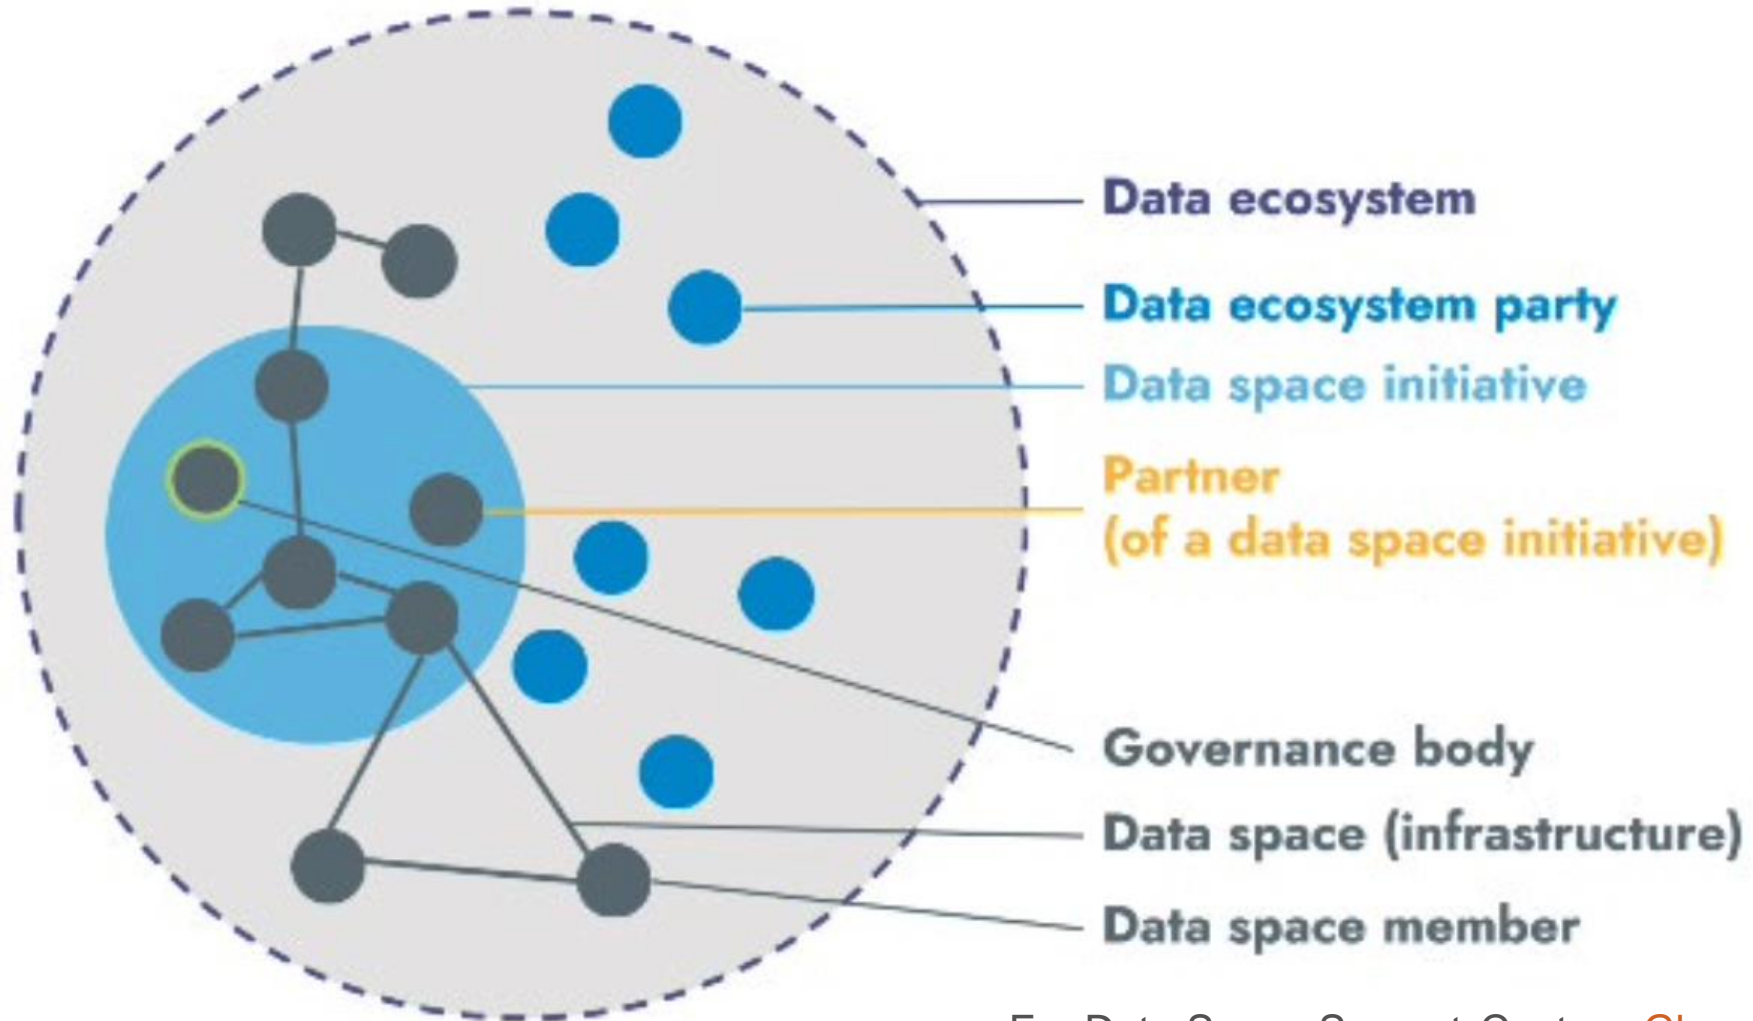 Data ecosystem
Data ecosystem party
Data space initiative
Partner
(of a data space initiative)
Governance body
Data space (infrastructure)
Data space member